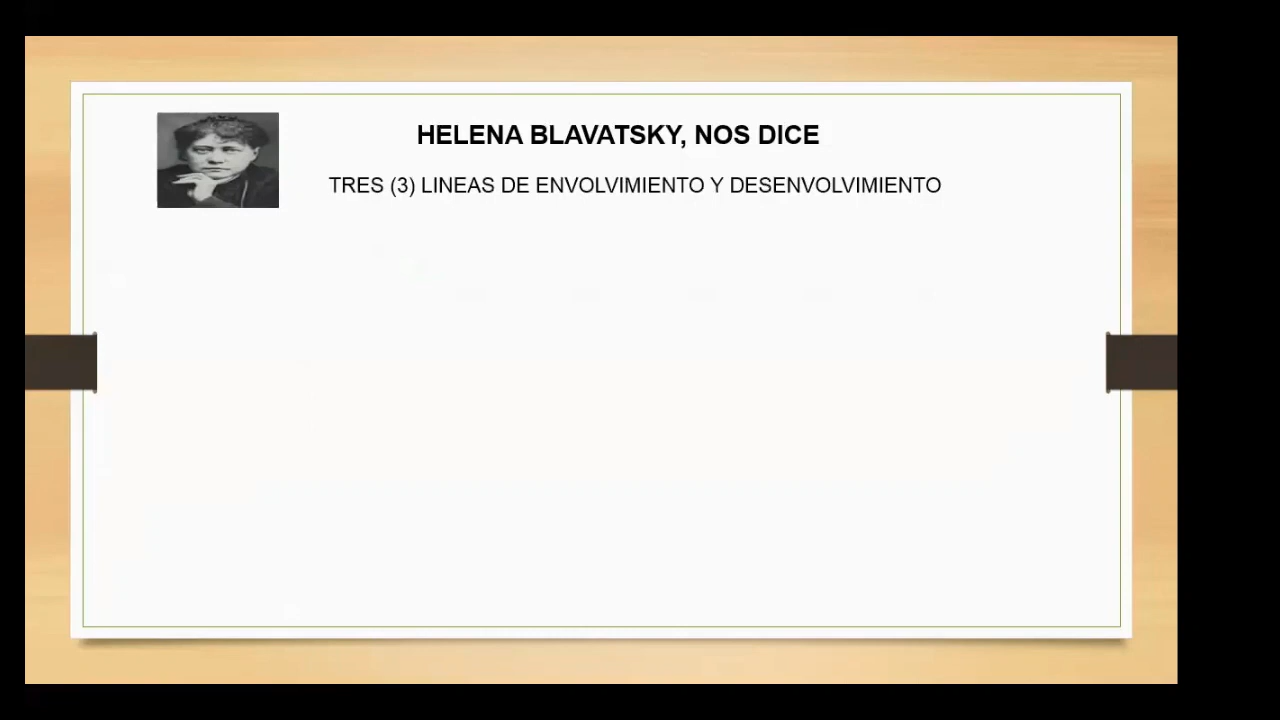 HELENA BLAVATSKY, NOS DICE
TRES (3) LINEAS DE ENVOLVIMIENTO Y DESENVOLVIMIENTO